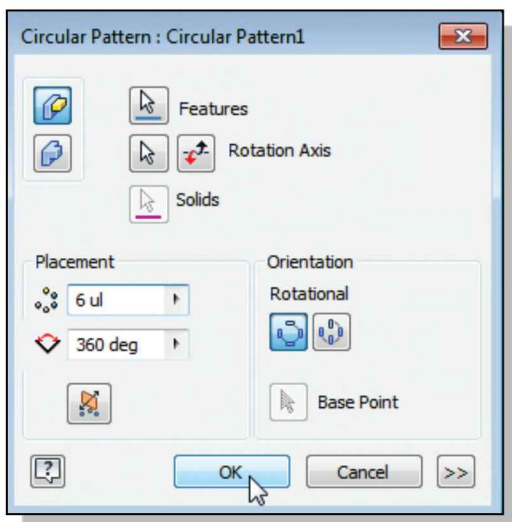 Circular Pattern : Circular Pattern1
Features
Rotation Axis
Solids
Placement
6 ul
360 deg
Orientation
Rotational
Base Point
?
OK
Cancel
>>